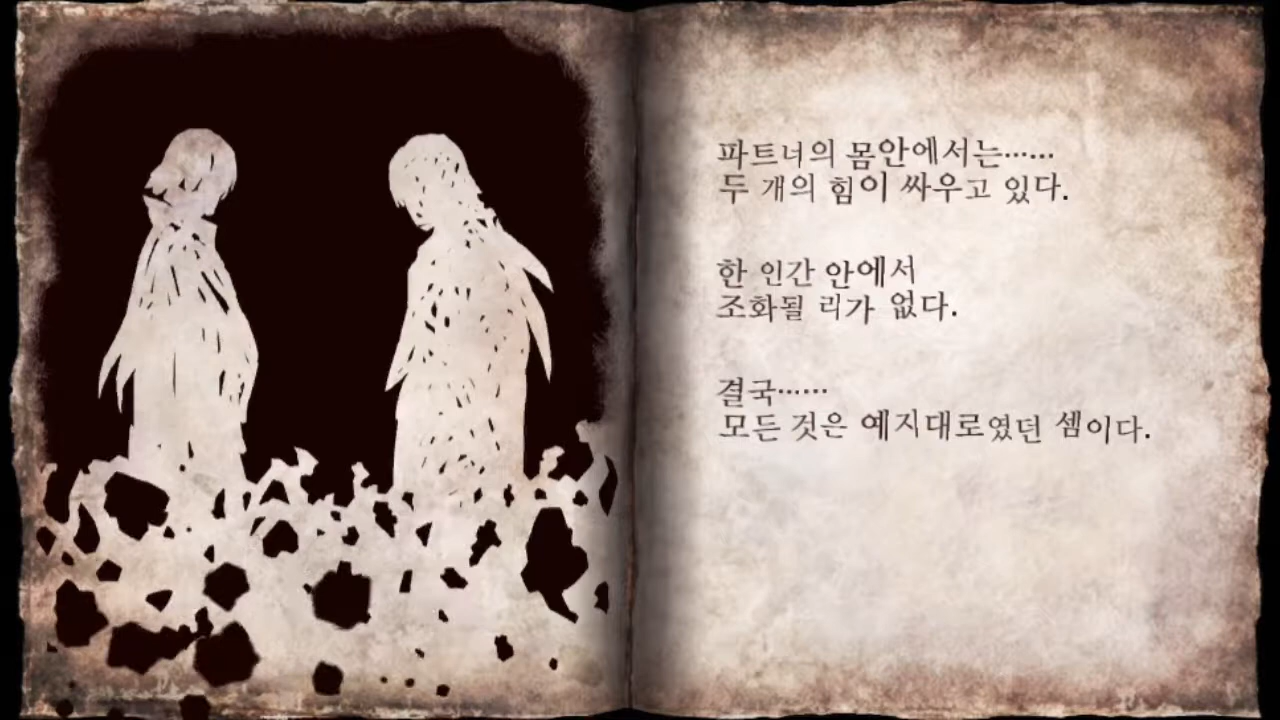 파트너의 몸안에서는……
두 개의 힘이 싸우고 있다.
한 인간 안에서
조화될 리가 없다.
결국……
모든 것은 예지대로였던 셈이다.